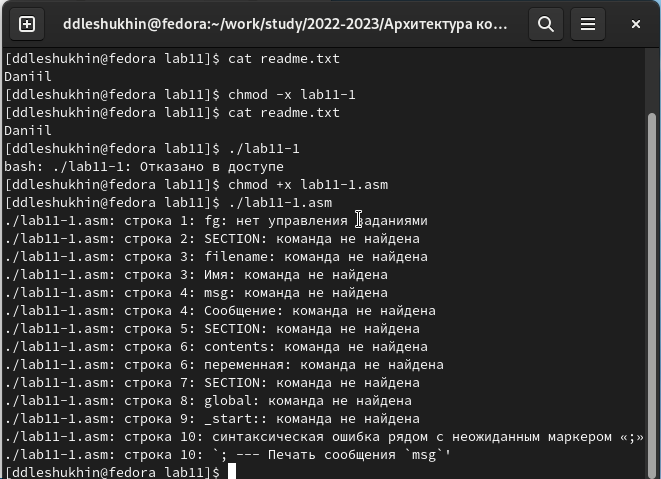 ddleshukhin@fedora:~/work/study/2022-2023/Архитектура ко...
[ddleshukhin@fedora lab11]$ cat readme.txt
Daniil
[ddleshukhin@fedora lab11]$ chmod -x lab11-1
[ddleshukhin@fedora lab11]$ cat readme.txt
Daniil
[ddleshukhin@fedora lab11]$ ./lab11-1
bash: ./lab11-1: Отказано в доступе
[ddleshukhin@fedora lab11]$ chmod +x lab11-1.asm
[ddleshukhin@fedora lab11]$ ./lab11-1.asm
./lab11-1.asm: строка 1: fg: нет управления заданиями
./lab11-1.asm: строка 2: SECTION: команда не найдена
./lab11-1.asm: строка 3: filename: команда не найдена
./lab11-1.asm: строка 3: Имя: команда не найдена
./lab11-1.asm: строка 4: msg: команда не найдена
./lab11-1.asm: строка 4: Сообщение: команда не найдена
./lab11-1.asm: строка 5: SECTION: команда не найдена
./lab11-1.asm: строка 6: contents: команда не найдена
./lab11-1.asm: строка 6: переменная: команда не найдена
./lab11-1.asm: строка 7: SECTION: команда не найдена
./lab11-1.asm: строка 8: global: команда не найдена
./lab11-1.asm: строка 9: _start:: команда не найдена
./lab11-1.asm: строка 10: синтаксическая ошибка рядом с неожиданным маркером «;»
./lab11-1.asm: строка 10: `; --- Печать сообщения `msg`'
[ddleshukhin@fedora lab11]$